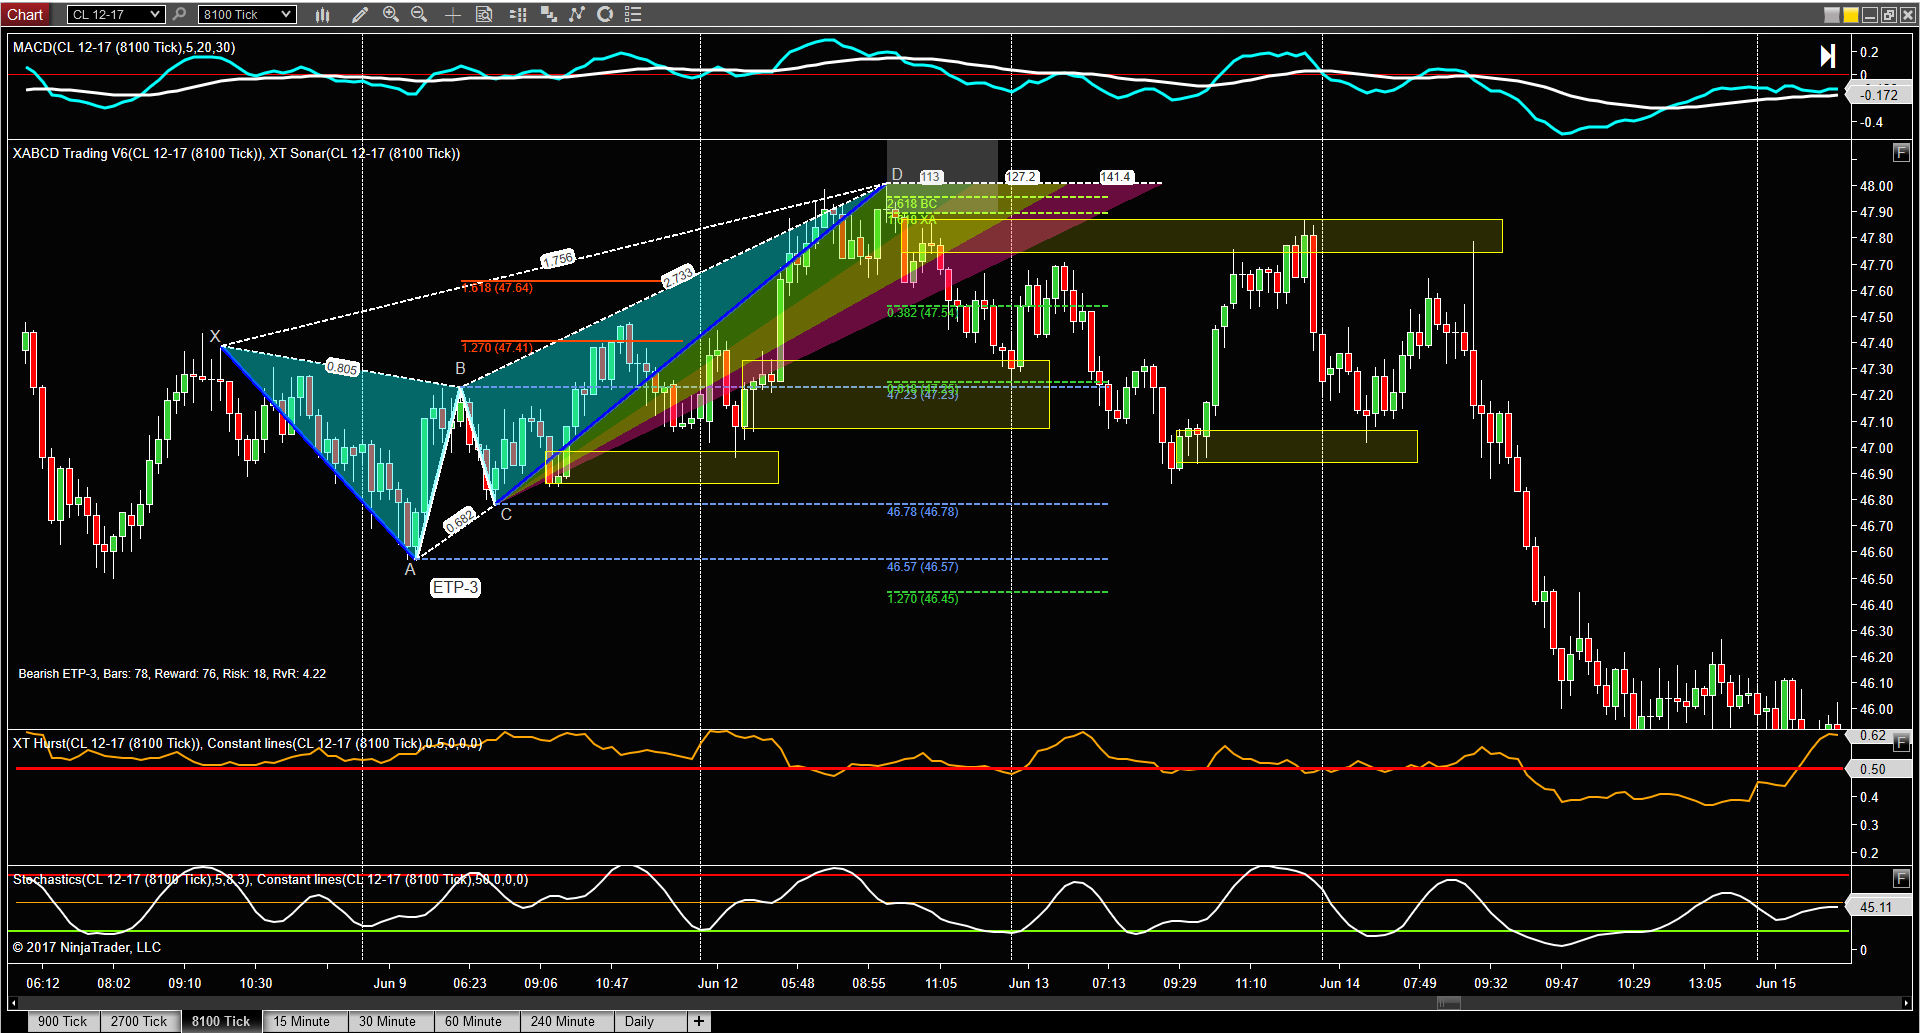 Chart CL 12-17 8100 Tick
MACD(CL 12-17 (8100 Tick),5,20,30)
0.2
0
-0.172
-0.4
XABCD Trading V6(CL 12-17 (8100 Tick)), XT Sonar(CL 12-17 (8100 Tick))
F
D 113 127.2 141.4
48.00
2.618 BC
47.90
1.618 XA
47.80
1.756
47.70
2.733
1.618 (47.64)
47.60
0.382 (47.54)
47.50
X
1.270 (47.41)
47.40
0.805
B
47.30
47.23 (47.23)
47.20
47.10
47.00
46.90
46.80
C
0.682
46.78 (46.78)
46.70
46.60
A
46.57 (46.57)
46.50
ETP-3
1.270 (46.45)
46.40
46.30
46.20
Bearish ETP-3, Bars: 78, Reward: 76, Risk: 18, RvR: 4.22
46.10
46.00
XT Hurst(CL 12-17 (8100 Tick)), Constant lines(CL 12-17 (8100 Tick),0.5,0,0,0)
0.62
F
0.50
0.4
0.3
0.2
Stochastics(CL 12-17 (8100 Tick),5,8,3), Constant lines(CL 12-17 (8100 Tick),50,0,0,0)
F
45.11
© 2017 NinjaTrader, LLC
0
06:12 08:02 09:10 10:30 Jun 9 06:23 09:06 10:47 Jun 12 05:48 08:55 11:05 Jun 13 07:13 09:29 11:10 Jun 14 07:49 09:32 09:47 10:29 13:05 Jun 15
900 Tick 2700 Tick 8100 Tick 15 Minute 30 Minute 60 Minute 240 Minute Daily +